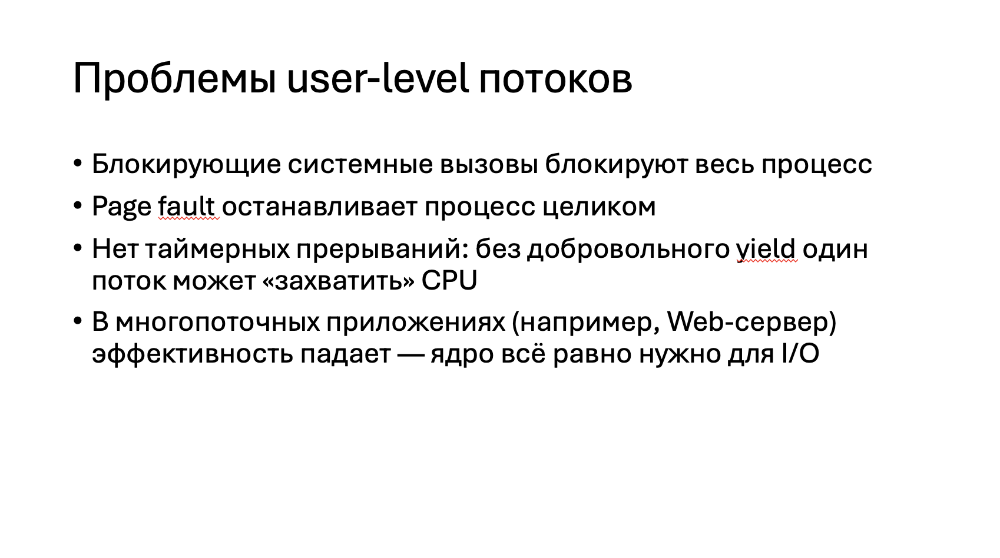 Проблемы user-level потоков
• Блокирующие системные вызовы блокируют весь процесс
• Page fault останавливает процесс целиком
• Нет таймерных прерываний: без добровольного yield один
поток может «захватить» CPU
• В многопоточных приложениях (например, Web-сервер)
эффективность падает — ядро всё равно нужно для I/O